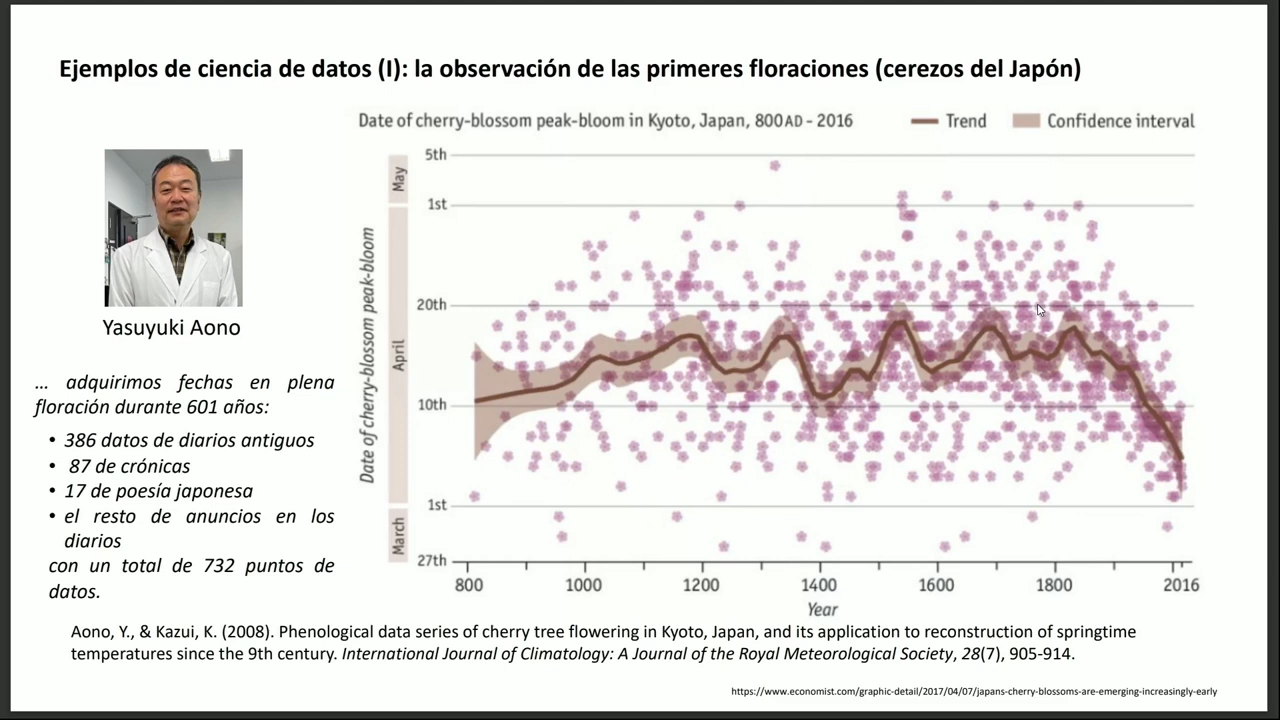 Ejemplos de ciencia de datos (I): la observación de las primeres floraciones (cerezos del Japón)
Date of cherry-blossom peak-bloom in Kyoto, Japan, 800AD - 2016
Trend
Confidence interval
Yasuyuki Aono
... adquirimos fechas en plena
floración durante 601 años:
• 386 datos de diarios antiguos
• 87 de crónicas
• 17 de poesía japonesa
• el resto de anuncios en los
diarios
con un total de 732 puntos de
datos.
Date of cherry-blossom peak-bloom
May
April
March
5th
1st
20th
10th
1st
27th
800 1000 1200 1400 1600 1800 2016
Year
Aono, Y., & Kazui, K. (2008). Phenological data series of cherry tree flowering in Kyoto, Japan, and its application to reconstruction of springtime
temperatures since the 9th century. International Journal of Climatology: A Journal of the Royal Meteorological Society, 28(7), 905-914.
https://www.economist.com/graphic-detail/2017/04/07/japans-cherry-blossoms-are-emerging-increasingly-early